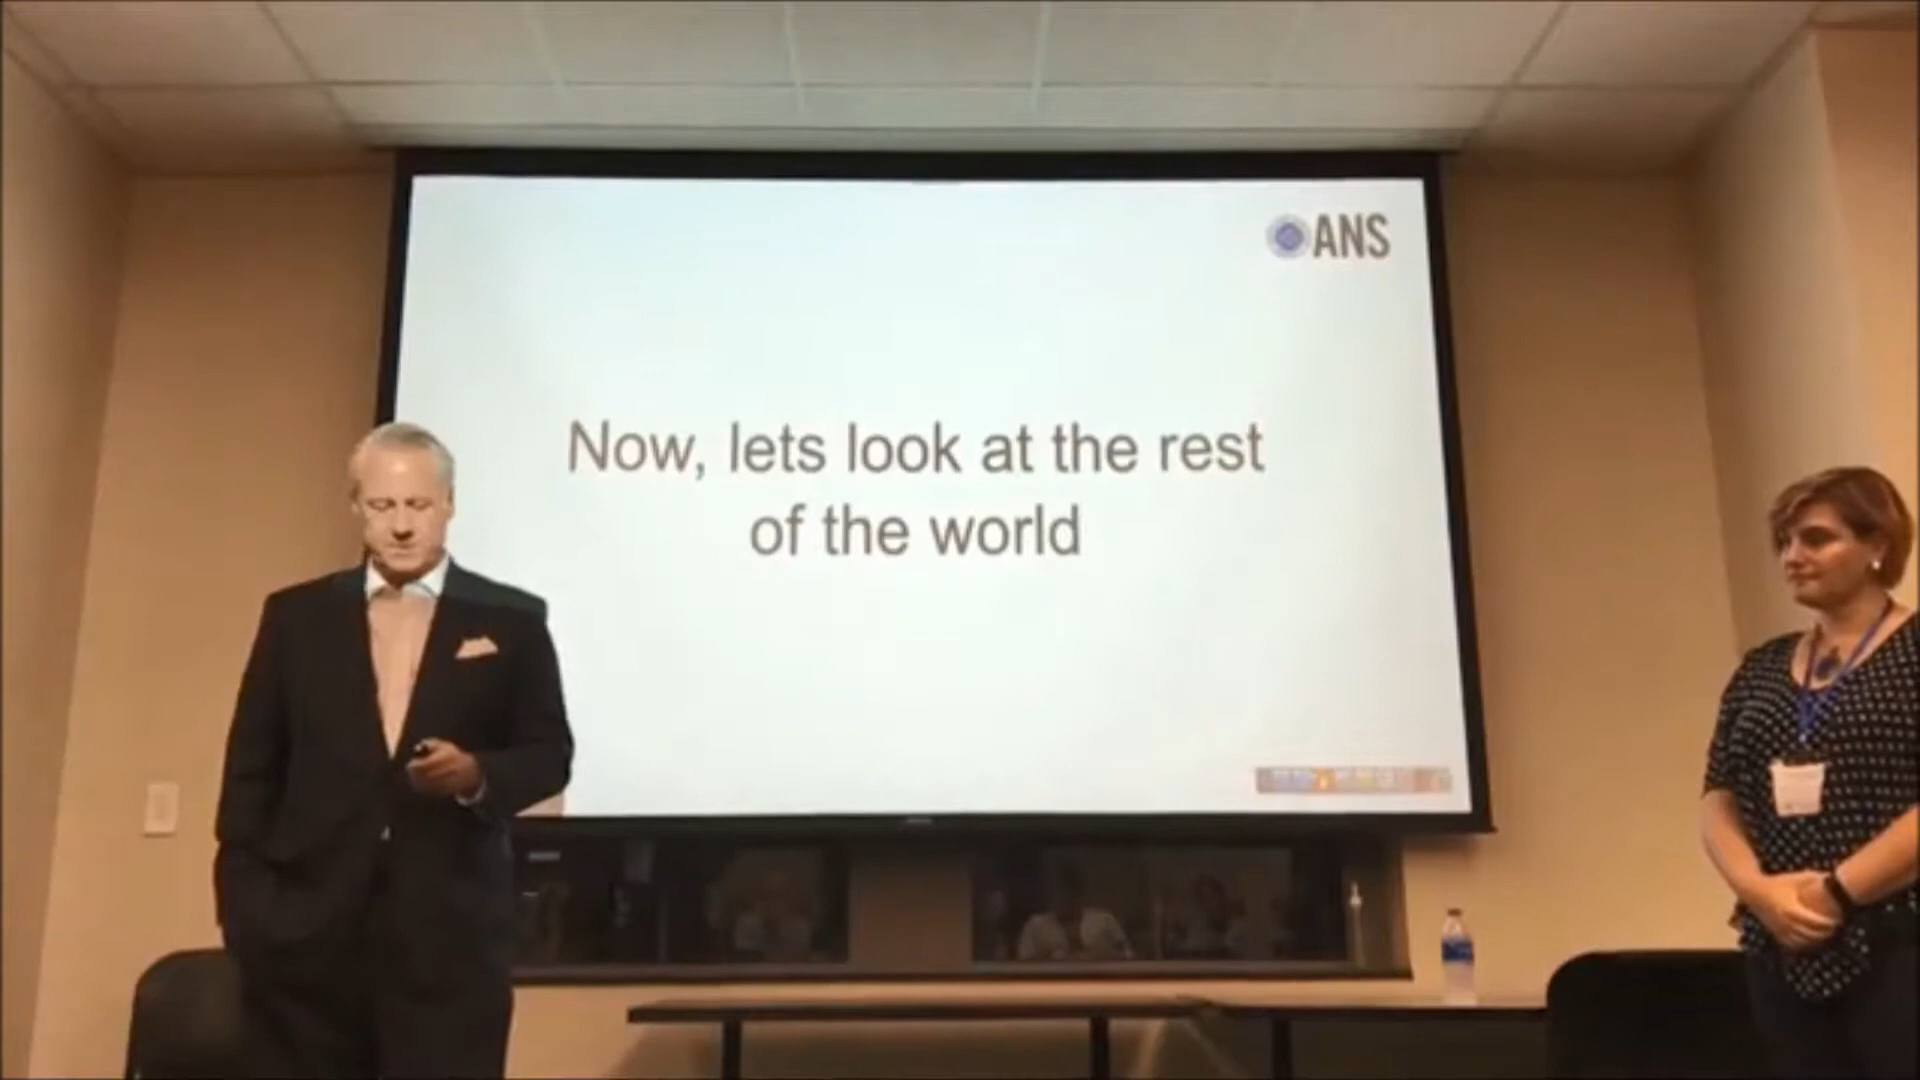 ANS
Now, lets look at the rest
of the world